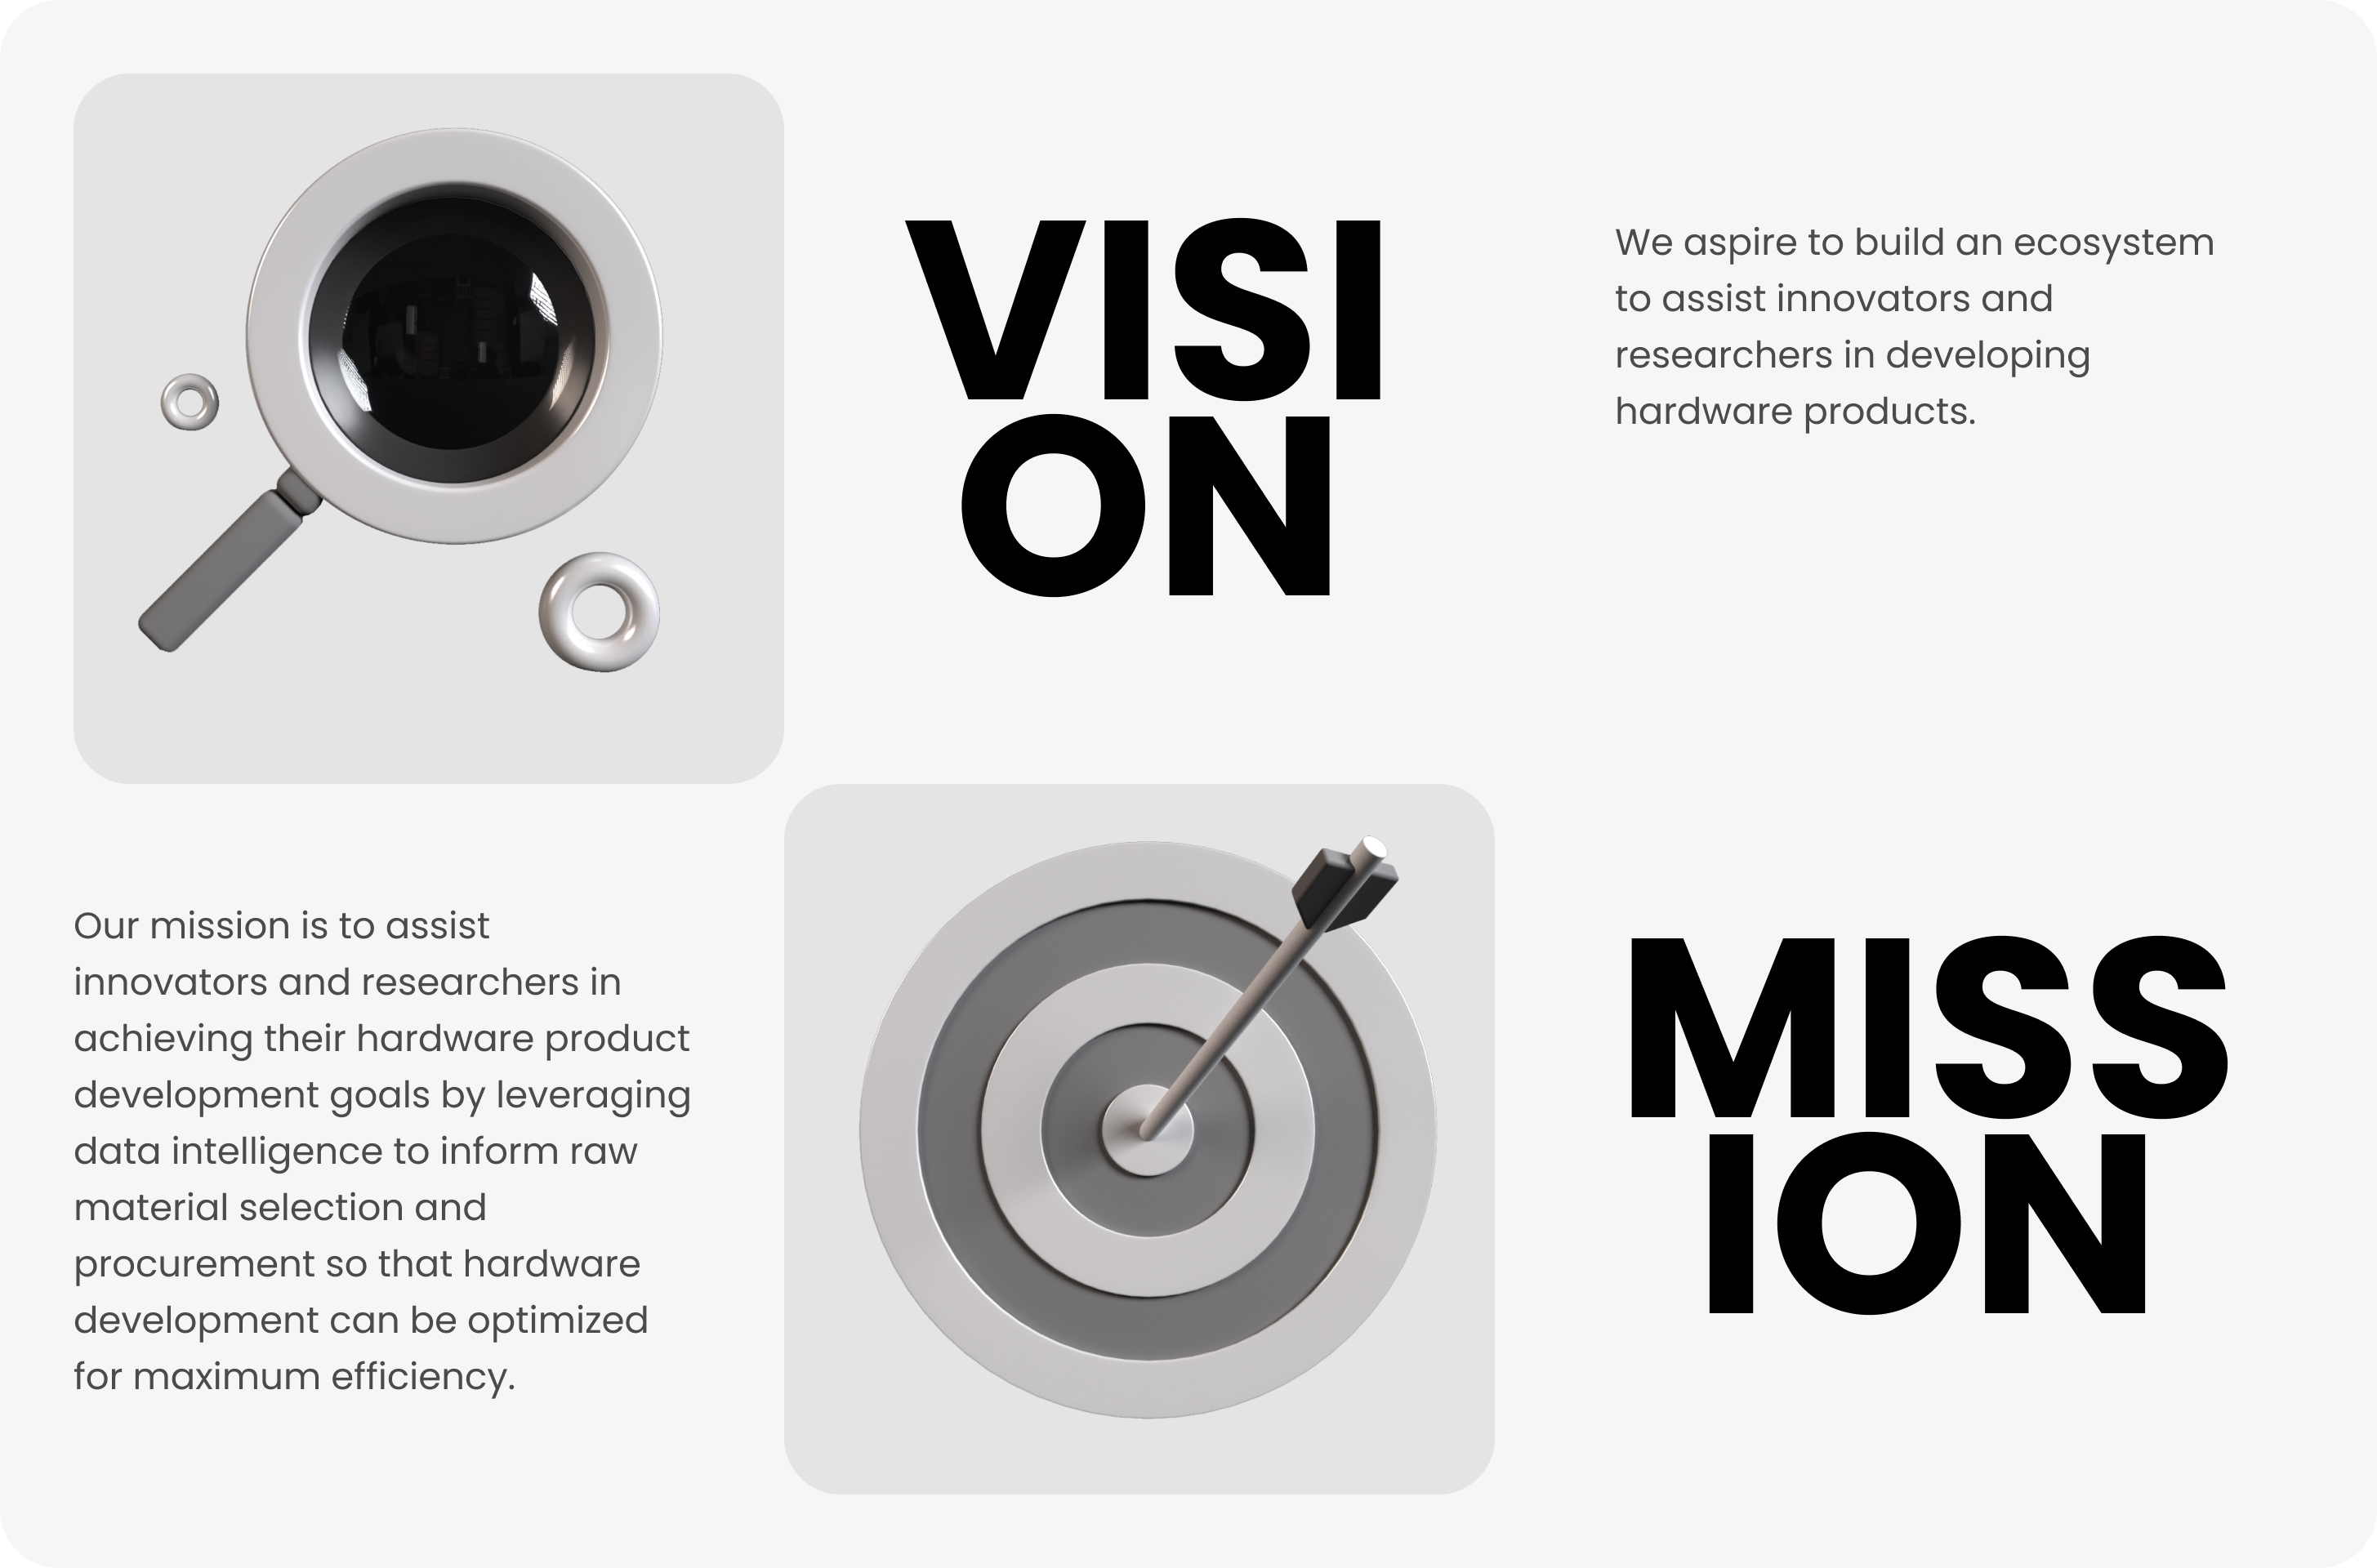 VISI
ON
We aspire to build an ecosystem
to assist innovators and
researchers in developing
hardware products.
Our mission is to assist
innovators and researchers in
achieving their hardware product
development goals by leveraging
data intelligence to inform raw
material selection and
procurement so that hardware
development can be optimized
for maximum efficiency.
MISS
ION